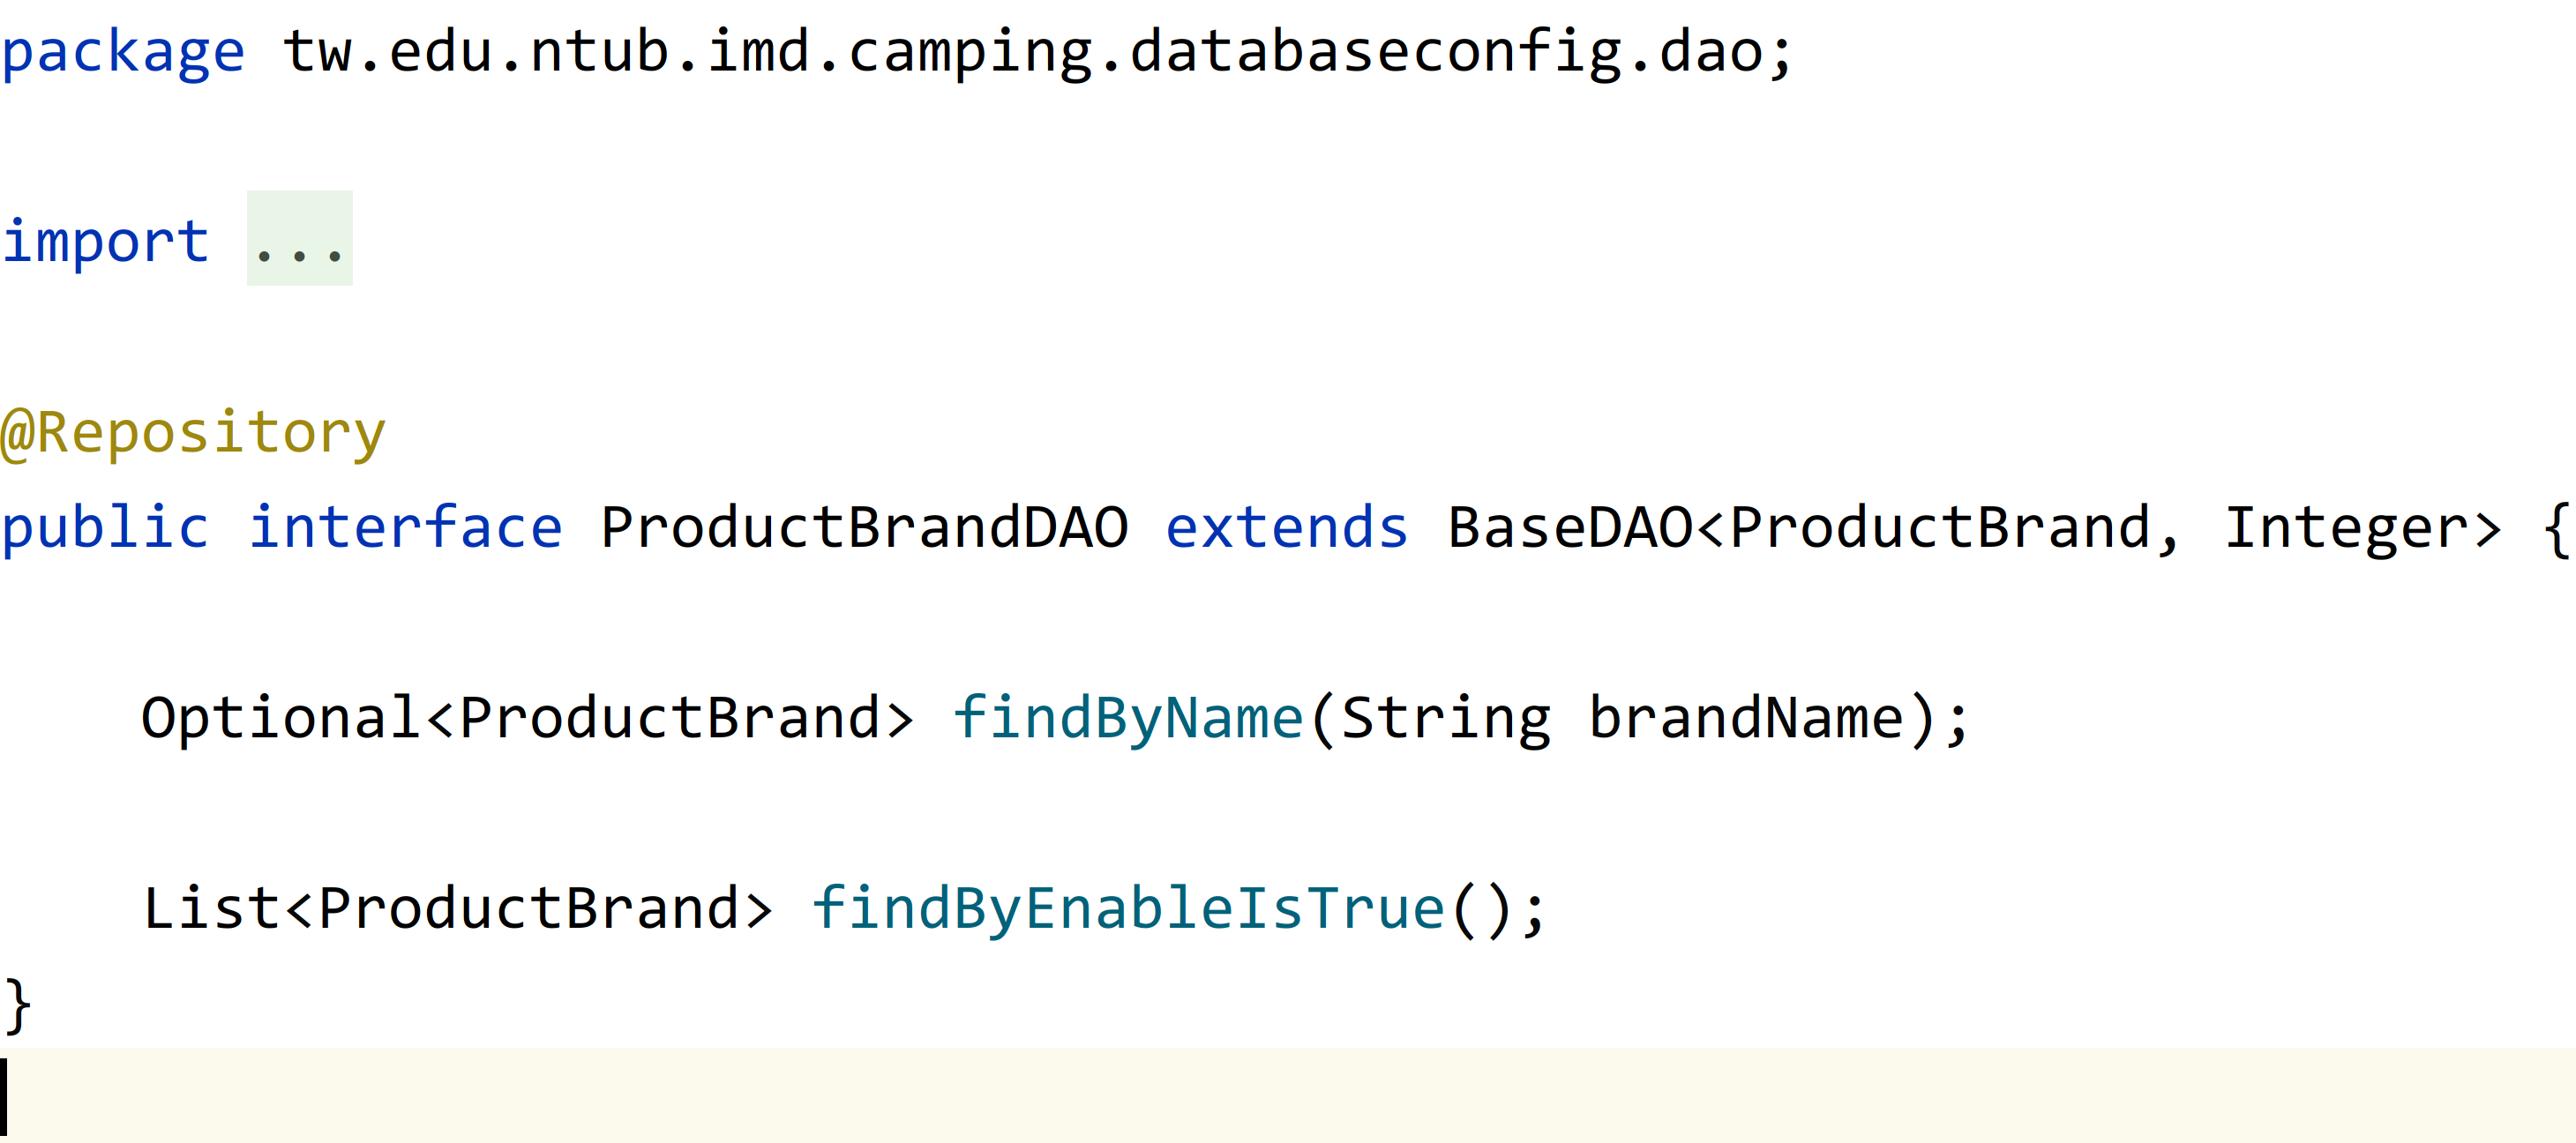 package tw.edu.ntub.imd.camping.databaseconfig.dao;
import ...
@Repository
public interface ProductBrandDAO extends BaseDAO<ProductBrand, Integer> {
Optional<ProductBrand> findByName(String brandName);
List<ProductBrand> findByEnableIsTrue();
}